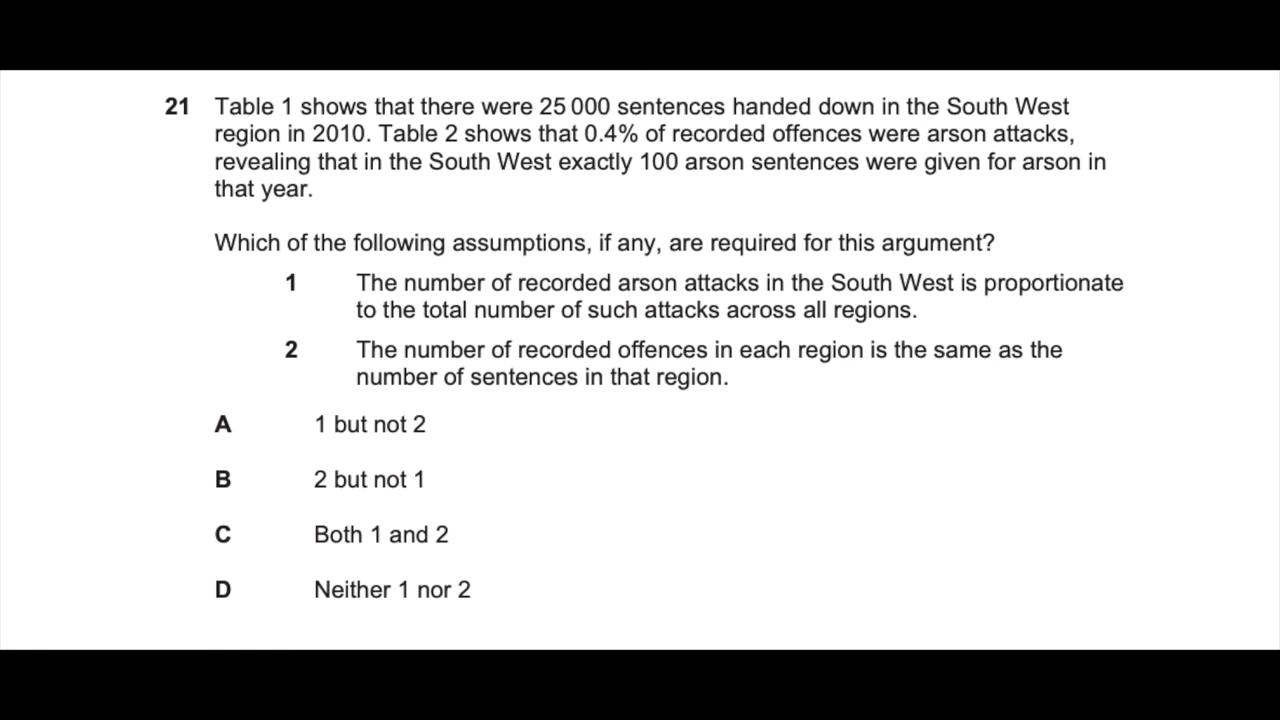 21 Table 1 shows that there were 25 000 sentences handed down in the South West
region in 2010. Table 2 shows that 0.4% of recorded offences were arson attacks,
revealing that in the South West exactly 100 arson sentences were given for arson in
that year.
Which of the following assumptions, if any, are required for this argument?
1 The number of recorded arson attacks in the South West is proportionate
to the total number of such attacks across all regions.
2 The number of recorded offences in each region is the same as the
number of sentences in that region.
A 1 but not 2
B 2 but not 1
C Both 1 and 2
D Neither 1 nor 2